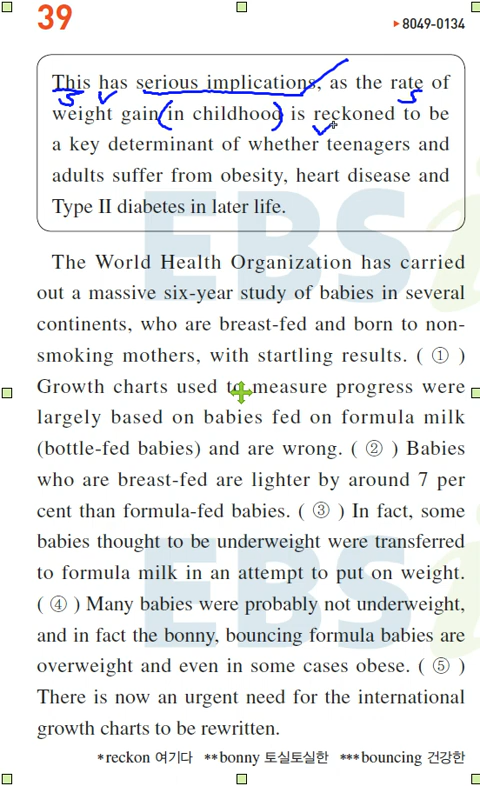 39
▶8049-0134
This has serious implications, as the rate of
weight gain in childhood is reckoned to be
a key determinant of whether teenagers and
adults suffer from obesity, heart disease and
Type II diabetes in later life.
The World Health Organization has carried
out a massive six-year study of babies in several
continents, who are breast-fed and born to non-
smoking mothers, with startling results. ( ① )
Growth charts used to measure progress were
largely based on babies fed on formula milk
(bottle-fed babies) and are wrong. ( ② ) Babies
who are breast-fed are lighter by around 7 per
cent than formula-fed babies. ( ③ ) In fact, some
babies thought to be underweight were transferred
to formula milk in an attempt to put on weight.
( ④ ) Many babies were probably not underweight,
and in fact the bonny, bouncing formula babies are
overweight and even in some cases obese. ( ⑤ )
There is now an urgent need for the international
growth charts to be rewritten.
*reckon 여기다 **bonny 토실토실한 ***bouncing 건강한
EBSi
EBSi
S V S
V